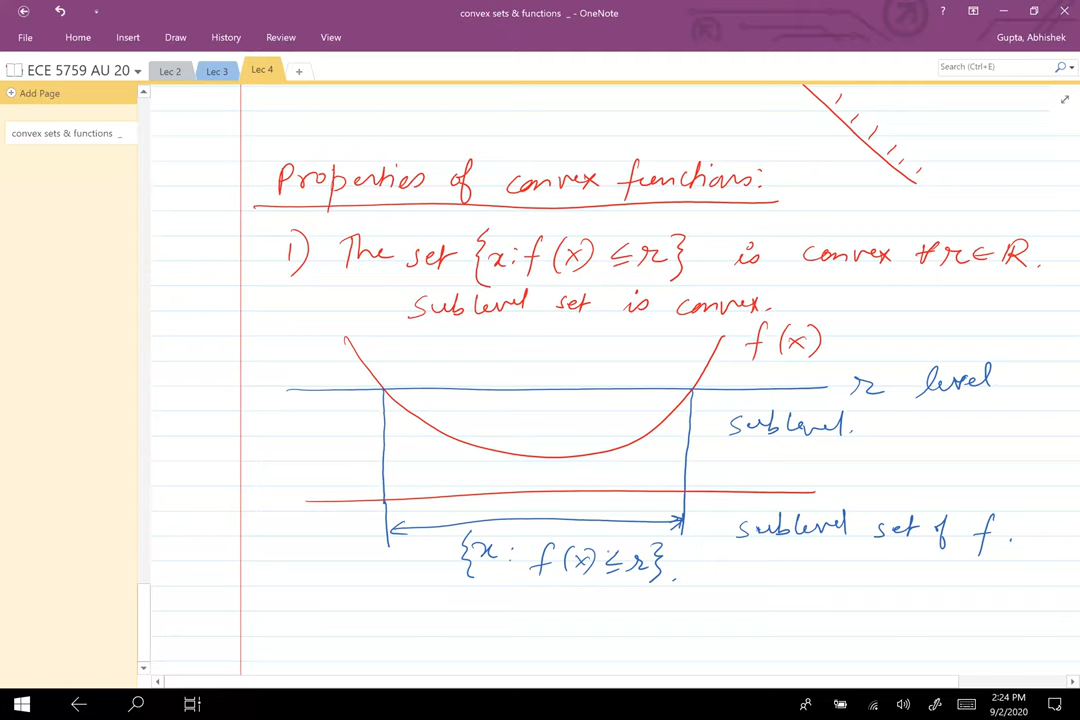 convex sets & functions _ - OneNote
File Home Insert Draw History Review View
Gupta, Abhishek
ECE 5759 AU 20 Lec 2 Lec 3 Lec 4 +
Search (Ctrl+E)
Add Page
convex sets & functions _
Properties of convex functions:
1) The set {x: f(x) ≤ r} is convex ∀ r ∈ ℝ.
sublevel set is convex.
f(x)
r level
sublevel.
sublevel set of f.
{x: f(x) ≤ r}.
2:24 PM
9/2/2020